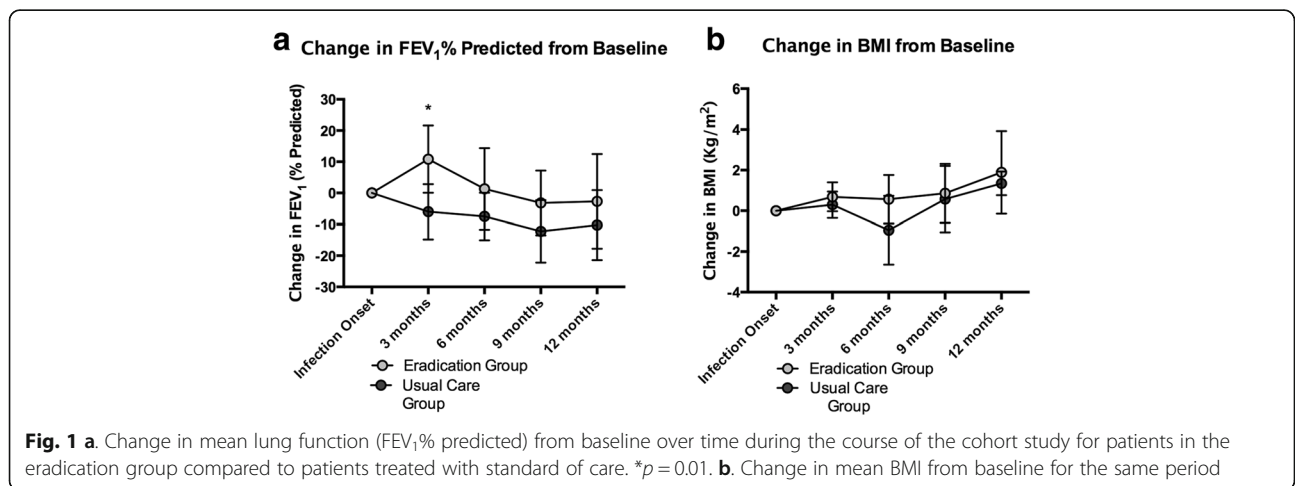 a Change in FEV₁% Predicted from Baseline
Change in FEV₁ (% Predicted)
30
20
10
0
-10
-20
-30
*
Infection Onset
3 months
6 months
9 months
12 months
Eradication Group
Usual Care
Group
b Change in BMI from Baseline
Change in BMI (Kg/m²)
6
4
2
0
-2
-4
Infection Onset
3 months
6 months
9 months
12 months
Eradication Group
Usual Care
Group
Fig. 1 a. Change in mean lung function (FEV₁% predicted) from baseline over time during the course of the cohort study for patients in the
eradication group compared to patients treated with standard of care. *p = 0.01. b. Change in mean BMI from baseline for the same period